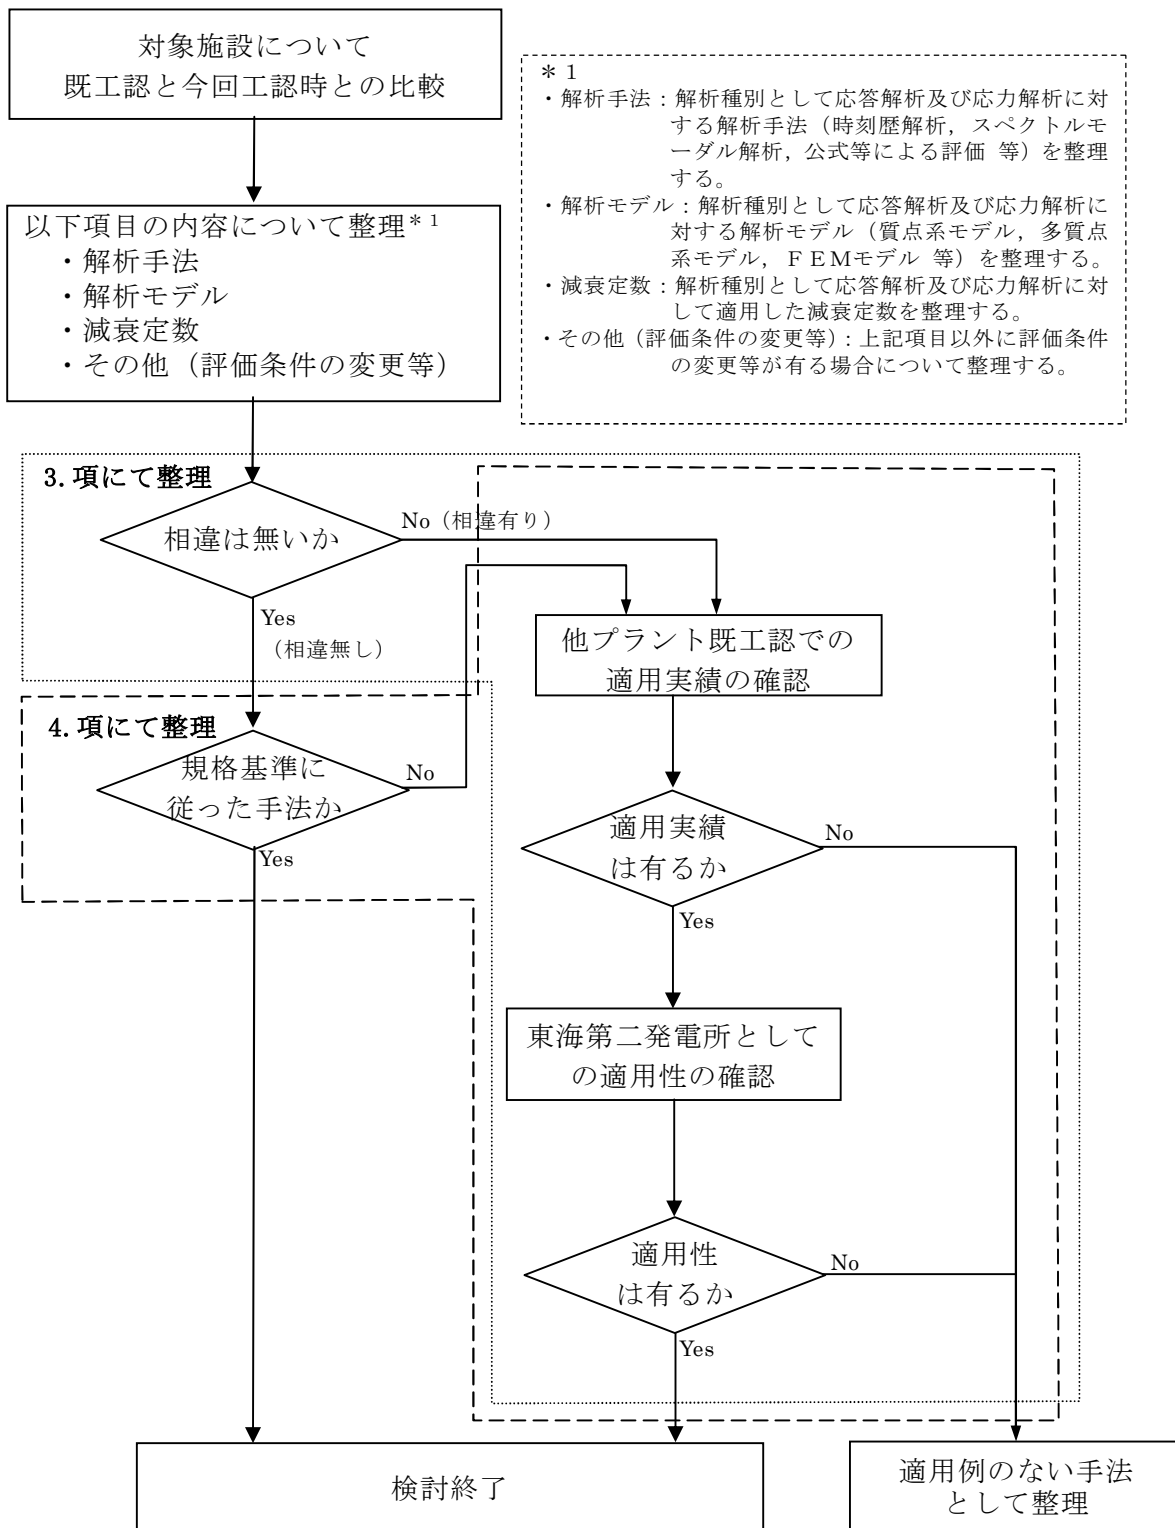 対象施設について
既工認と今回工認時との比較
＊1
・解析手法：解析種別として応答解析及び応力解析に対
する解析手法（時刻歴解析，スペクトルモ
ーダル解析，公式等による評価 等）を整理
する。
・解析モデル：解析種別として応答解析及び応力解析に
対する解析モデル（質点系モデル，多質点
系モデル，ＦＥＭモデル 等）を整理する。
・減衰定数：解析種別として応答解析及び応力解析に対
して適用した減衰定数を整理する。
・その他（評価条件の変更等）：上記項目以外に評価条件
の変更等が有る場合について整理する。
以下項目の内容について整理＊1
・解析手法
・解析モデル
・減衰定数
・その他（評価条件の変更等）
3.項にて整理
相違は無いか
No（相違有り）
Yes
（相違無し）
他プラント既工認での
適用実績の確認
4.項にて整理
規格基準に
従った手法か
No
Yes
適用実績
は有るか
No
Yes
東海第二発電所として
の適用性の確認
適用性
は有るか
No
Yes
検討終了
適用例のない手法
として整理